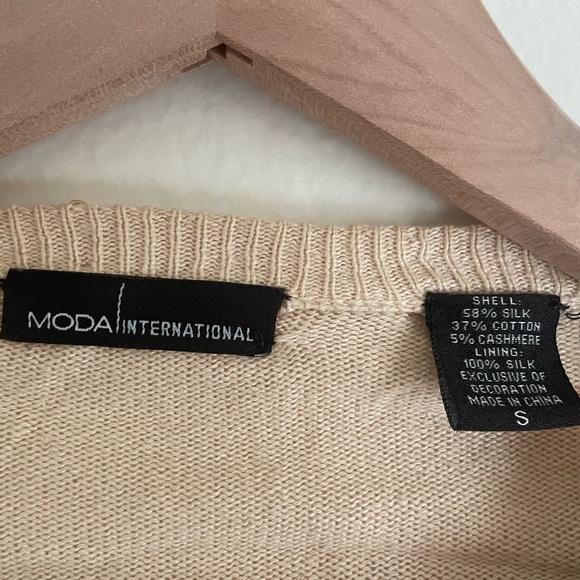 MODA INTERNATIONAL
SHELL:
58% SILK
37% COTTON
5% CASHMERE
LINING:
100% SILK
EXCLUSIVE OF
DECORATION
MADE IN CHINA
S